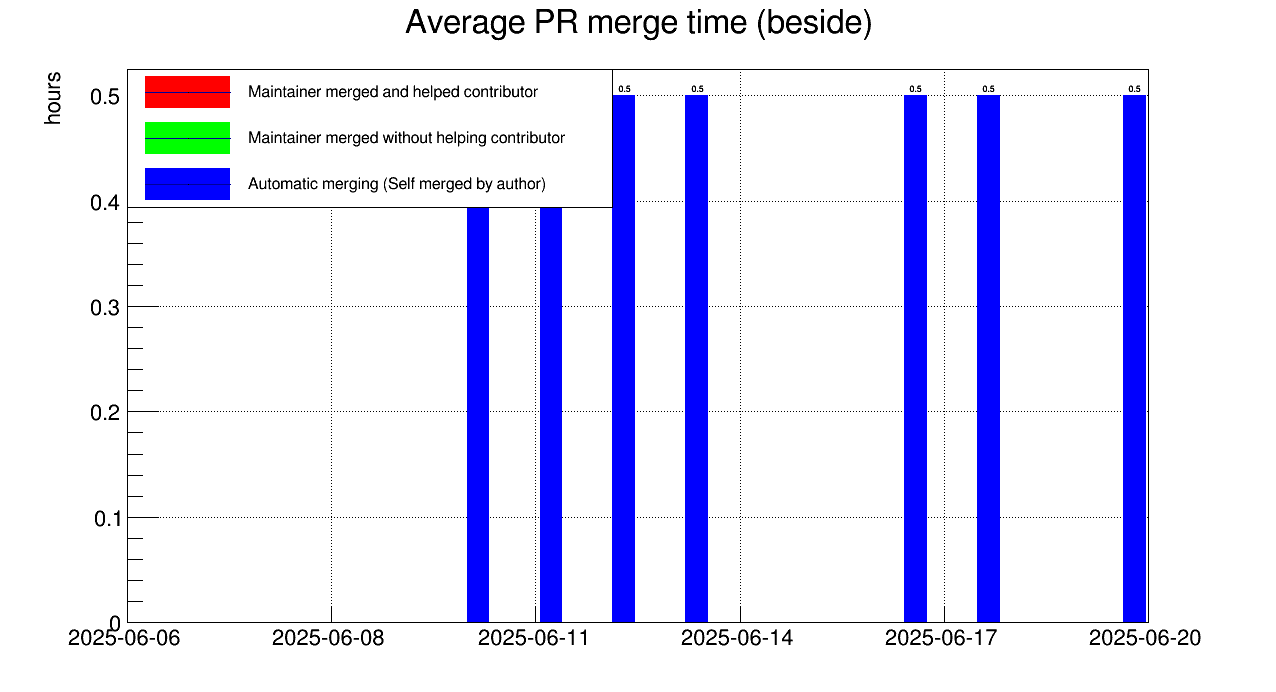 Average PR merge time (beside)
hours
Maintainer merged and helped contributor
Maintainer merged without helping contributor
Automatic merging (Self merged by author)
0.5 0.5 0.5 0.5 0.5
0.5
0.4
0.3
0.2
0.1
0
2025-06-06 2025-06-08 2025-06-11 2025-06-14 2025-06-17 2025-06-20